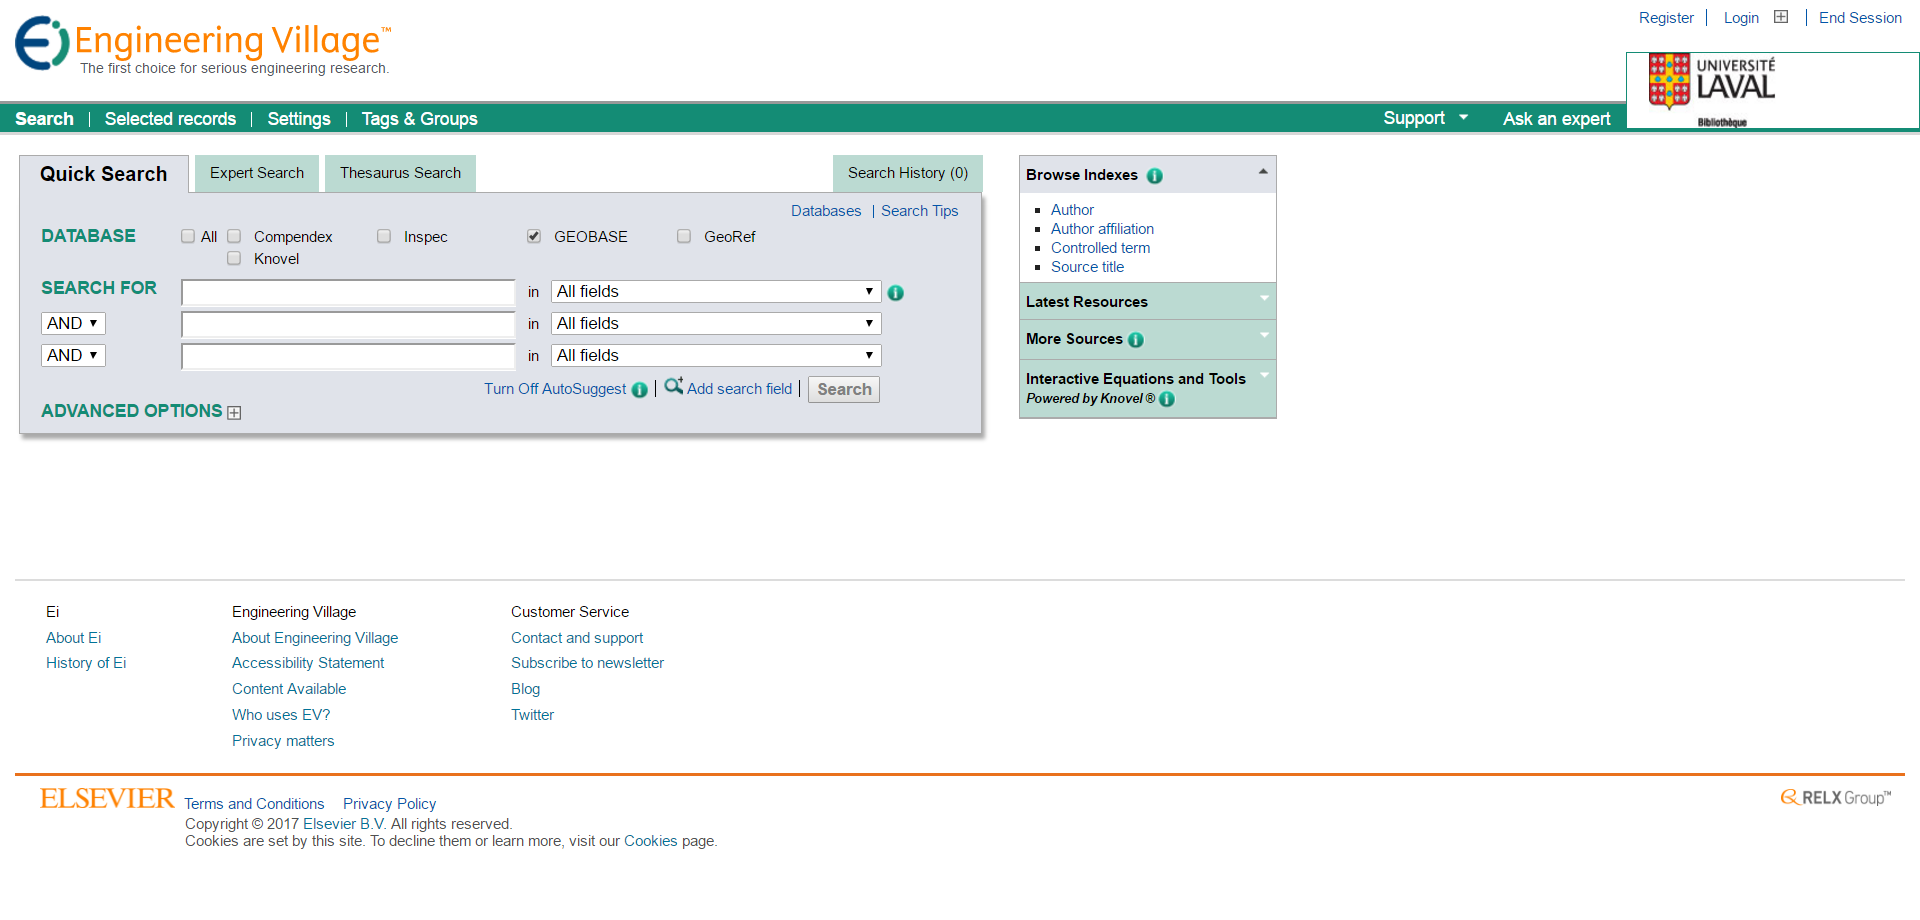 Register | Login | End Session
Engineering Village™
The first choice for serious engineering research.
UNIVERSITÉ
LAVAL
Bibliothèque
Search | Selected records | Settings | Tags & Groups
Support Ask an expert
Quick Search
Expert Search
Thesaurus Search
Search History (0)
Databases | Search Tips
DATABASE All Compendex Inspec GEOBASE GeoRef
Knovel
SEARCH FOR in All fields
AND in All fields
AND in All fields
Turn Off AutoSuggest | Add search field | Search
ADVANCED OPTIONS
Browse Indexes
Author
Author affiliation
Controlled term
Source title
Latest Resources
More Sources
Interactive Equations and Tools
Powered by Knovel ®
Ei
About Ei
History of Ei
Engineering Village
About Engineering Village
Accessibility Statement
Content Available
Who uses EV?
Privacy matters
Customer Service
Contact and support
Subscribe to newsletter
Blog
Twitter
ELSEVIER
Terms and Conditions Privacy Policy
Copyright © 2017 Elsevier B.V. All rights reserved.
Cookies are set by this site. To decline them or learn more, visit our Cookies page.
RELX Group™